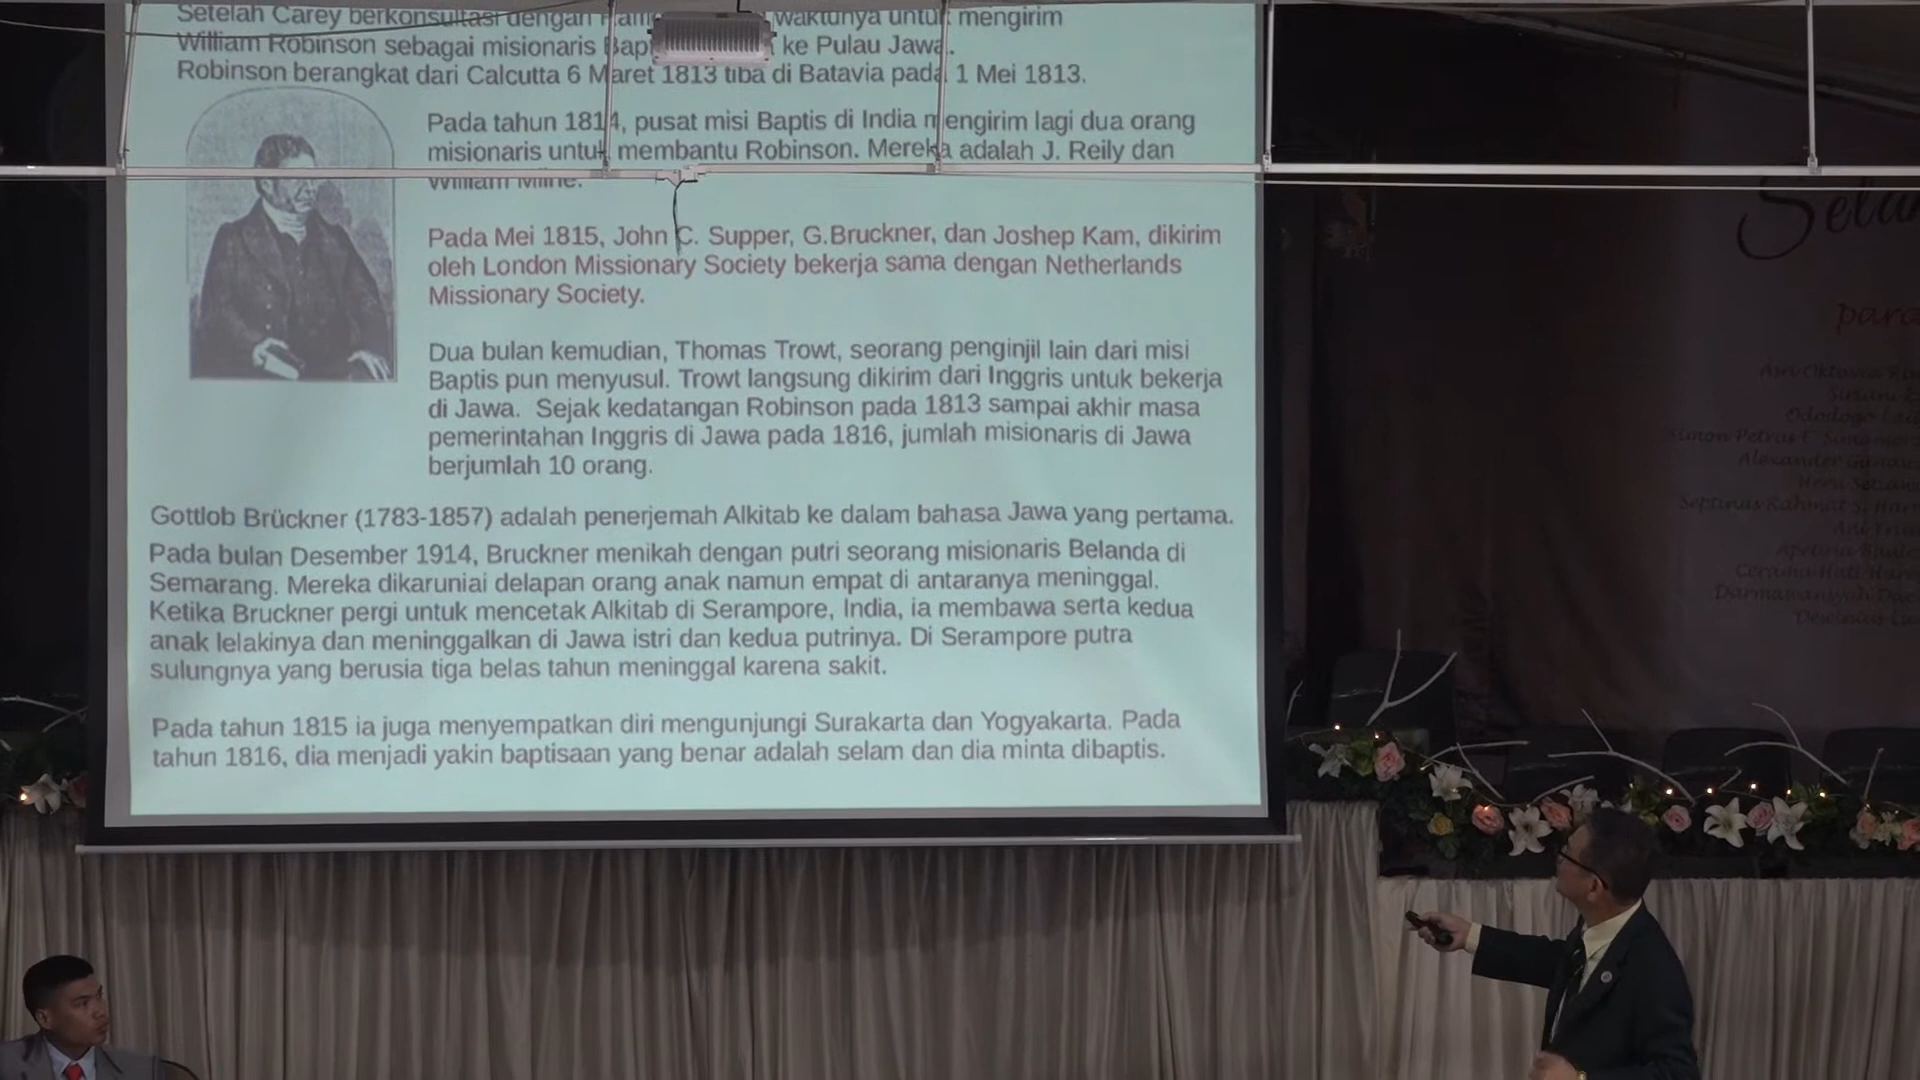 Setelah Carey berkonsultasi dengan waktunya untuk mengirim
William Robinson sebagai misionaris ke Pulau Jawa.
Robinson berangkat dari Calcutta 6 Maret 1813 tiba di Batavia pada 1 Mei 1813.
Pada tahun 1814, pusat misi Baptis di India mengirim lagi dua orang
misionaris untuk membantu Robinson. Mereka adalah J. Reily dan
William Milne.
Pada Mei 1815, John C. Supper, G.Bruckner, dan Joshep Kam, dikirim
oleh London Missionary Society bekerja sama dengan Netherlands
Missionary Society.
Dua bulan kemudian, Thomas Trowt, seorang penginjil lain dari misi
Baptis pun menyusul. Trowt langsung dikirim dari Inggris untuk bekerja
di Jawa. Sejak kedatangan Robinson pada 1813 sampai akhir masa
pemerintahan Inggris di Jawa pada 1816, jumlah misionaris di Jawa
berjumlah 10 orang.
Gottlob Brückner (1783-1857) adalah penerjemah Alkitab ke dalam bahasa Jawa yang pertama.
Pada bulan Desember 1914, Bruckner menikah dengan putri seorang misionaris Belanda di
Semarang. Mereka dikaruniai delapan orang anak namun empat di antaranya meninggal.
Ketika Bruckner pergi untuk mencetak Alkitab di Serampore, India, ia membawa serta kedua
anak lelakinya dan meninggalkan di Jawa istri dan kedua putrinya. Di Serampore putra
sulungnya yang berusia tiga belas tahun meninggal karena sakit.
Pada tahun 1815 ia juga menyempatkan diri mengunjungi Surakarta dan Yogyakarta. Pada
tahun 1816, dia menjadi yakin baptisaan yang benar adalah selam dan dia minta dibaptis.